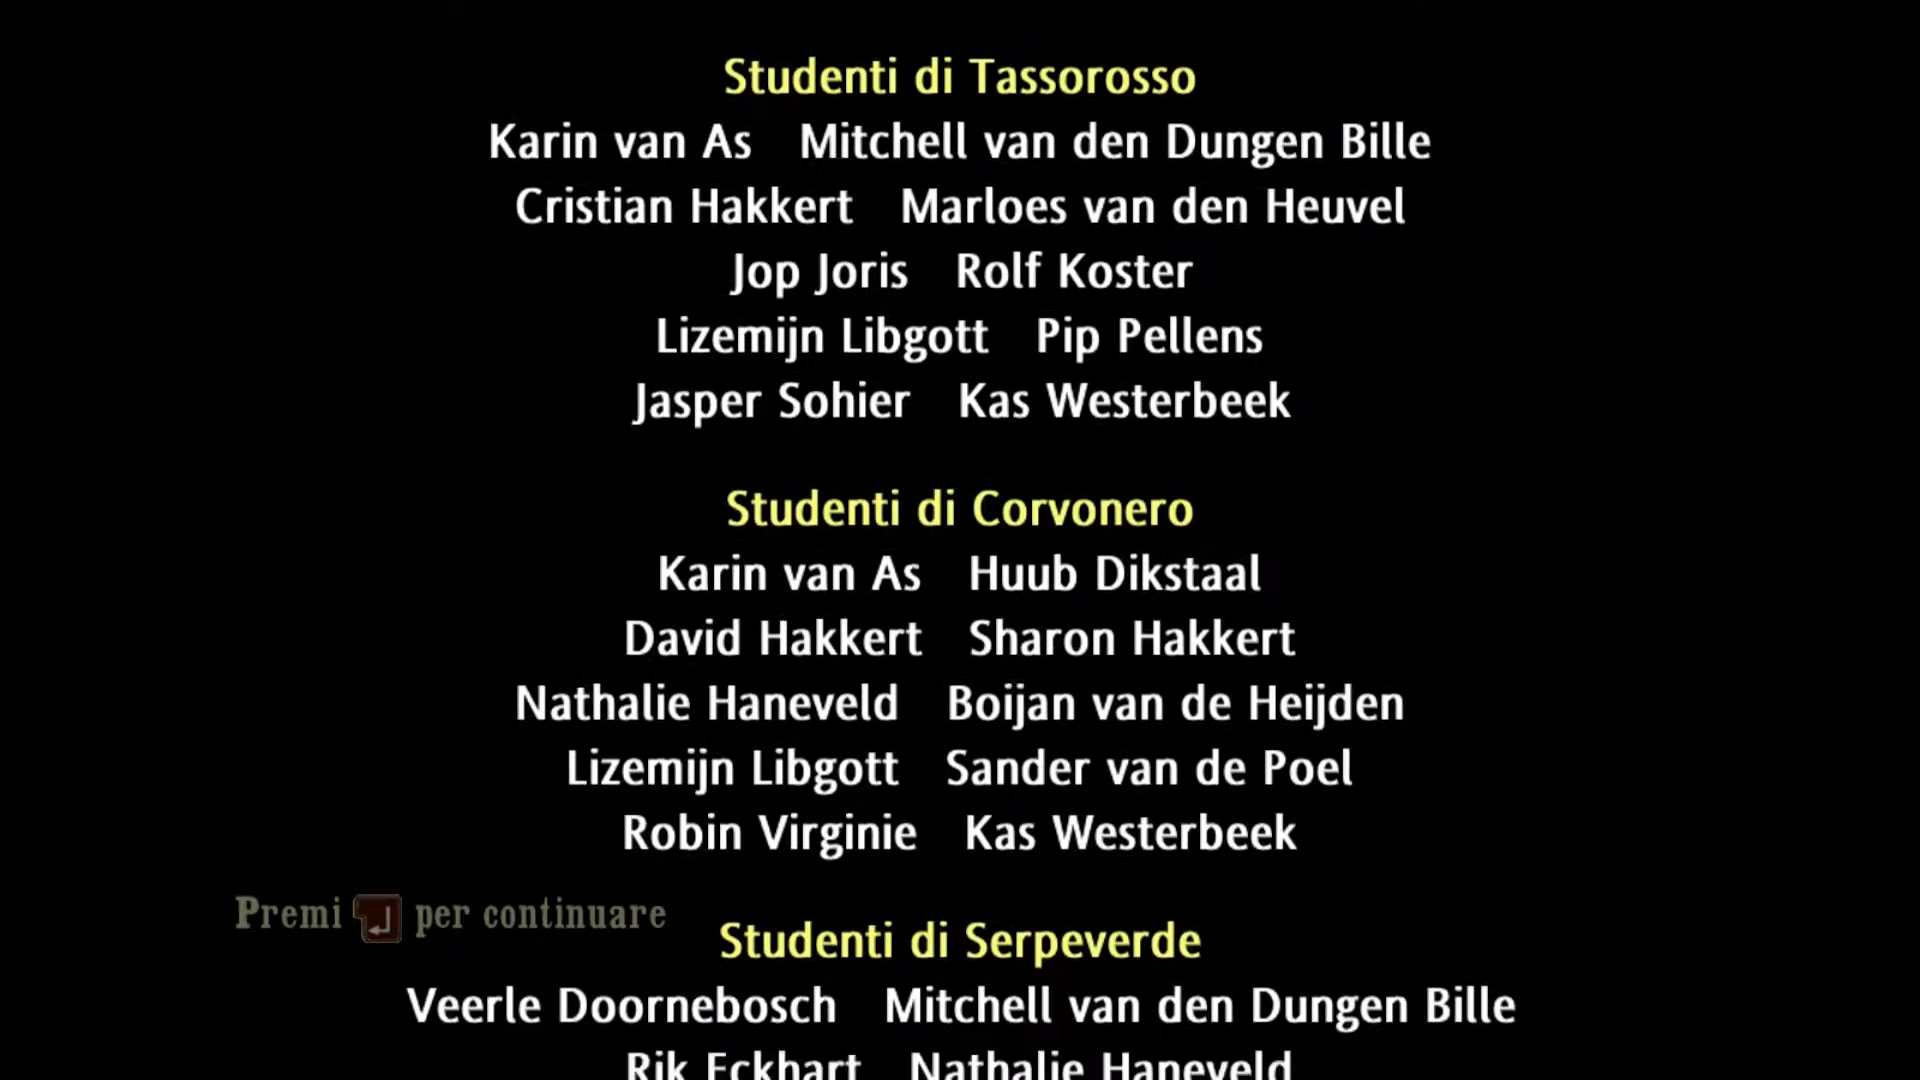 Studenti di Tassorosso
Karin van As Mitchell van den Dungen Bille
Cristian Hakkert Marloes van den Heuvel
Jop Joris Rolf Koster
Lizemijn Libgott Pip Pellens
Jasper Sohier Kas Westerbeek
Studenti di Corvonero
Karin van As Huub Dikstaal
David Hakkert Sharon Hakkert
Nathalie Haneveld Boijan van de Heijden
Lizemijn Libgott Sander van de Poel
Robin Virginie Kas Westerbeek
Premi per continuare
Studenti di Serpeverde
Veerle Doornebosch Mitchell van den Dungen Bille
Rik Eckhart Nathalie Haneveld